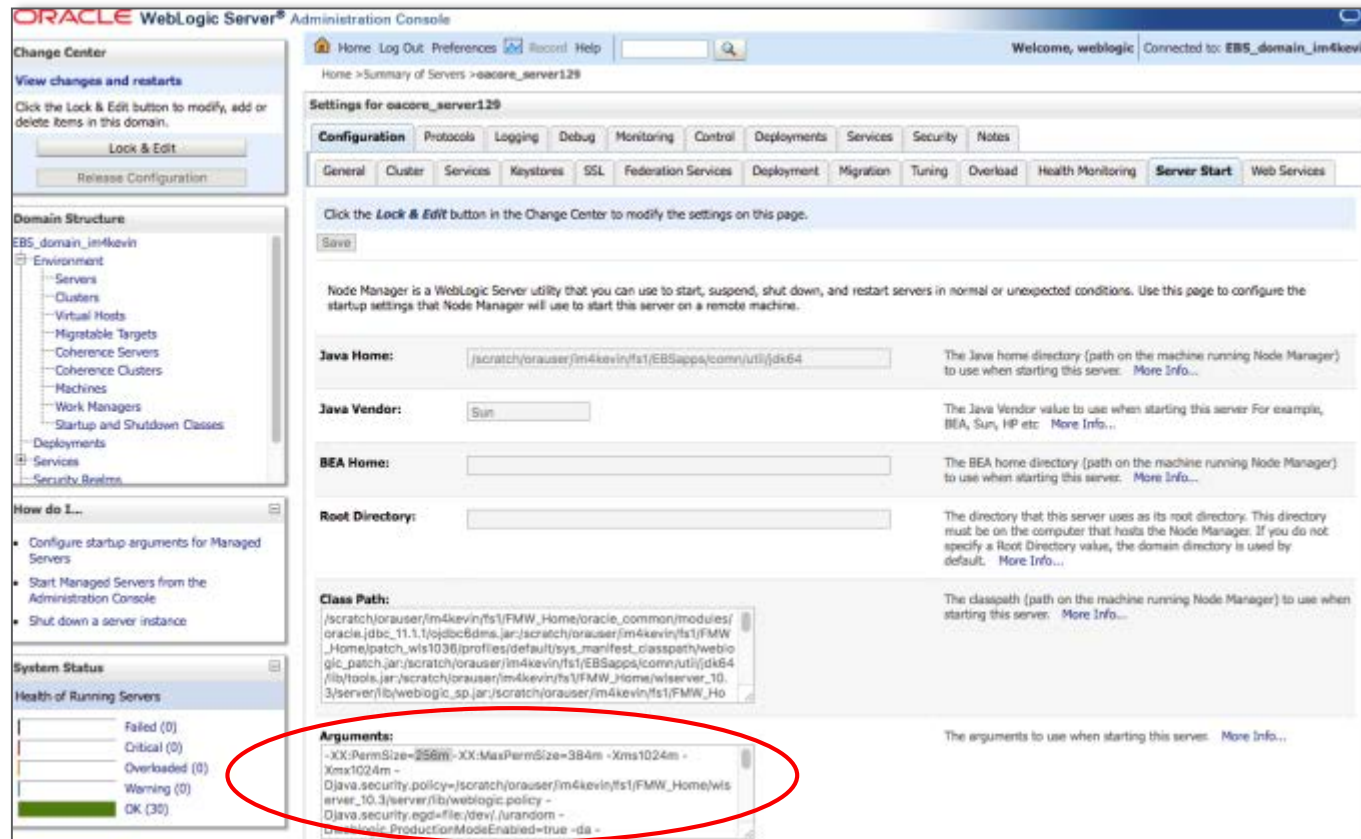 ORACLE WebLogic Server® Administration Console
Change Center
View changes and restarts
Click the Lock & Edit button to modify, add or
delete items in this domain.
Lock & Edit
Release Configuration
Domain Structure
EBS_domain_im4kevin
Environment
Servers
Clusters
Virtual Hosts
Migratable Targets
Coherence Servers
Coherence Clusters
Machines
Work Managers
Startup and Shutdown Classes
Deployments
Services
Security Realms
How do I...
Configure startup arguments for Managed
Servers
Start Managed Servers from the
Administration Console
Shut down a server instance
System Status
Health of Running Servers
Failed (0)
Critical (0)
Overloaded (0)
Warning (0)
OK (30)
Home Log Out Preferences Record Help
Welcome, weblogic Connected to: EBS_domain_im4kevi
Home >Summary of Servers >oacore_server129
Settings for oacore_server129
Configuration Protocols Logging Debug Monitoring Control Deployments Services Security Notes
General Cluster Services Keystores SSL Federation Services Deployment Migration Tuning Overload Health Monitoring Server Start Web Services
Click the Lock & Edit button in the Change Center to modify the settings on this page.
Save
Node Manager is a WebLogic Server utility that you can use to start, suspend, shut down, and restart servers in normal or unexpected conditions. Use this page to configure the
startup settings that Node Manager will use to start this server on a remote machine.
Java Home:
/scratch/orauser/im4kevin/fs1/EBSapps/comn/util/jdk64
The Java home directory (path on the machine running Node Manager)
to use when starting this server. More Info...
Java Vendor:
Sun
The Java Vendor value to use when starting this server For example,
BEA, Sun, HP etc More Info...
BEA Home:
The BEA home directory (path on the machine running Node Manager)
to use when starting this server. More Info...
Root Directory:
The directory that this server uses as its root directory. This directory
must be on the computer that hosts the Node Manager. If you do not
specify a Root Directory value, the domain directory is used by
default. More Info...
Class Path:
/scratch/orauser/im4kevin/fs1/FMW_Home/oracle_common/modules/
oracle.jdbc_11.1.1/ojdbc6dms.jar:/scratch/orauser/im4kevin/fs1/FMW
_Home/patch_wls1036/profiles/default/sys_manifest_classpath/weblo
gic_patch.jar:/scratch/orauser/im4kevin/fs1/EBSapps/comn/util/jdk64
/lib/tools.jar:/scratch/orauser/im4kevin/fs1/FMW_Home/wlserver_10.
3/server/lib/weblogic_sp.jar:/scratch/orauser/im4kevin/fs1/FMW_Ho
The classpath (path on the machine running Node Manager) to use when
starting this server. More Info...
Arguments:
-XX:PermSize=256m -XX:MaxPermSize=384m -Xms1024m -
Xmx1024m -
Djava.security.policy=/scratch/orauser/im4kevin/fs1/FMW_Home/wls
erver_10.3/server/lib/weblogic.policy -
Djava.security.egd=file:/dev/./urandom -
Dweblogic.ProductionModeEnabled=true -da -
The arguments to use when starting this server. More Info...